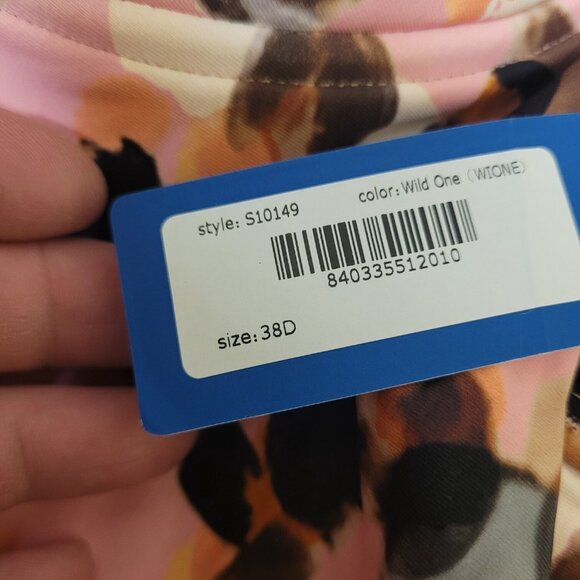 style: S10149 color: Wild One (WIONE)
840335512010
size: 38D